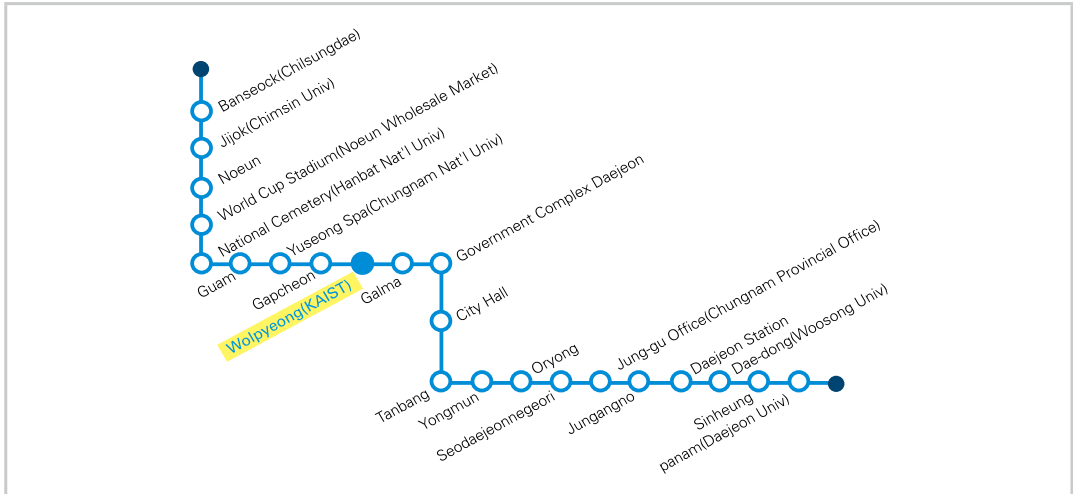 Banseock(Chilsungdae)
Jijok(Chimsin Univ)
Noeun
World Cup Stadium(Noeun Wholesale Market)
National Cemetery(Hanbat Nat'l Univ)
Guam
Yuseong Spa(Chungnam Nat'l Univ)
Gapcheon
Wolpyeong(KAIST)
Galma
Government Complex Daejeon
City Hall
Tanbang
Yongmun
Oryong
Seodaejeonnegeori
Jung-gu Office(Chungnam Provincial Office)
Jungangno
Daejeon Station
Dae-dong(Woosong Univ)
Sinheung
panam(Daejeon Univ)